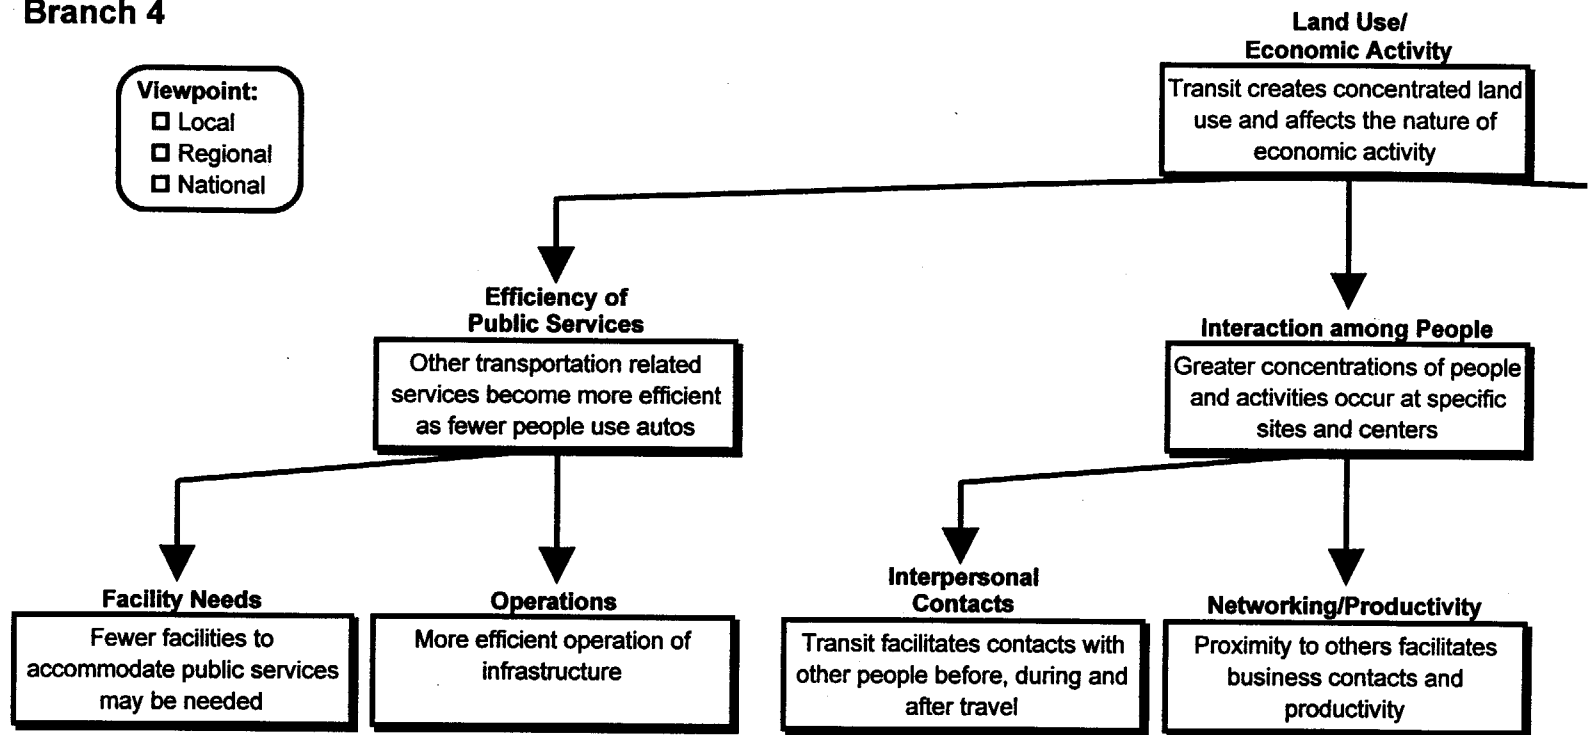 Branch 4
Viewpoint:
Local
Regional
National
Land Use/
Economic Activity
Transit creates concentrated land
use and affects the nature of
economic activity
Efficiency of
Public Services
Other transportation related
services become more efficient
as fewer people use autos
Interaction among People
Greater concentrations of people
and activities occur at specific
sites and centers
Facility Needs
Fewer facilities to
accommodate public services
may be needed
Operations
More efficient operation of
infrastructure
Interpersonal
Contacts
Transit facilitates contacts with
other people before, during and
after travel
Networking/Productivity
Proximity to others facilitates
business contacts and
productivity